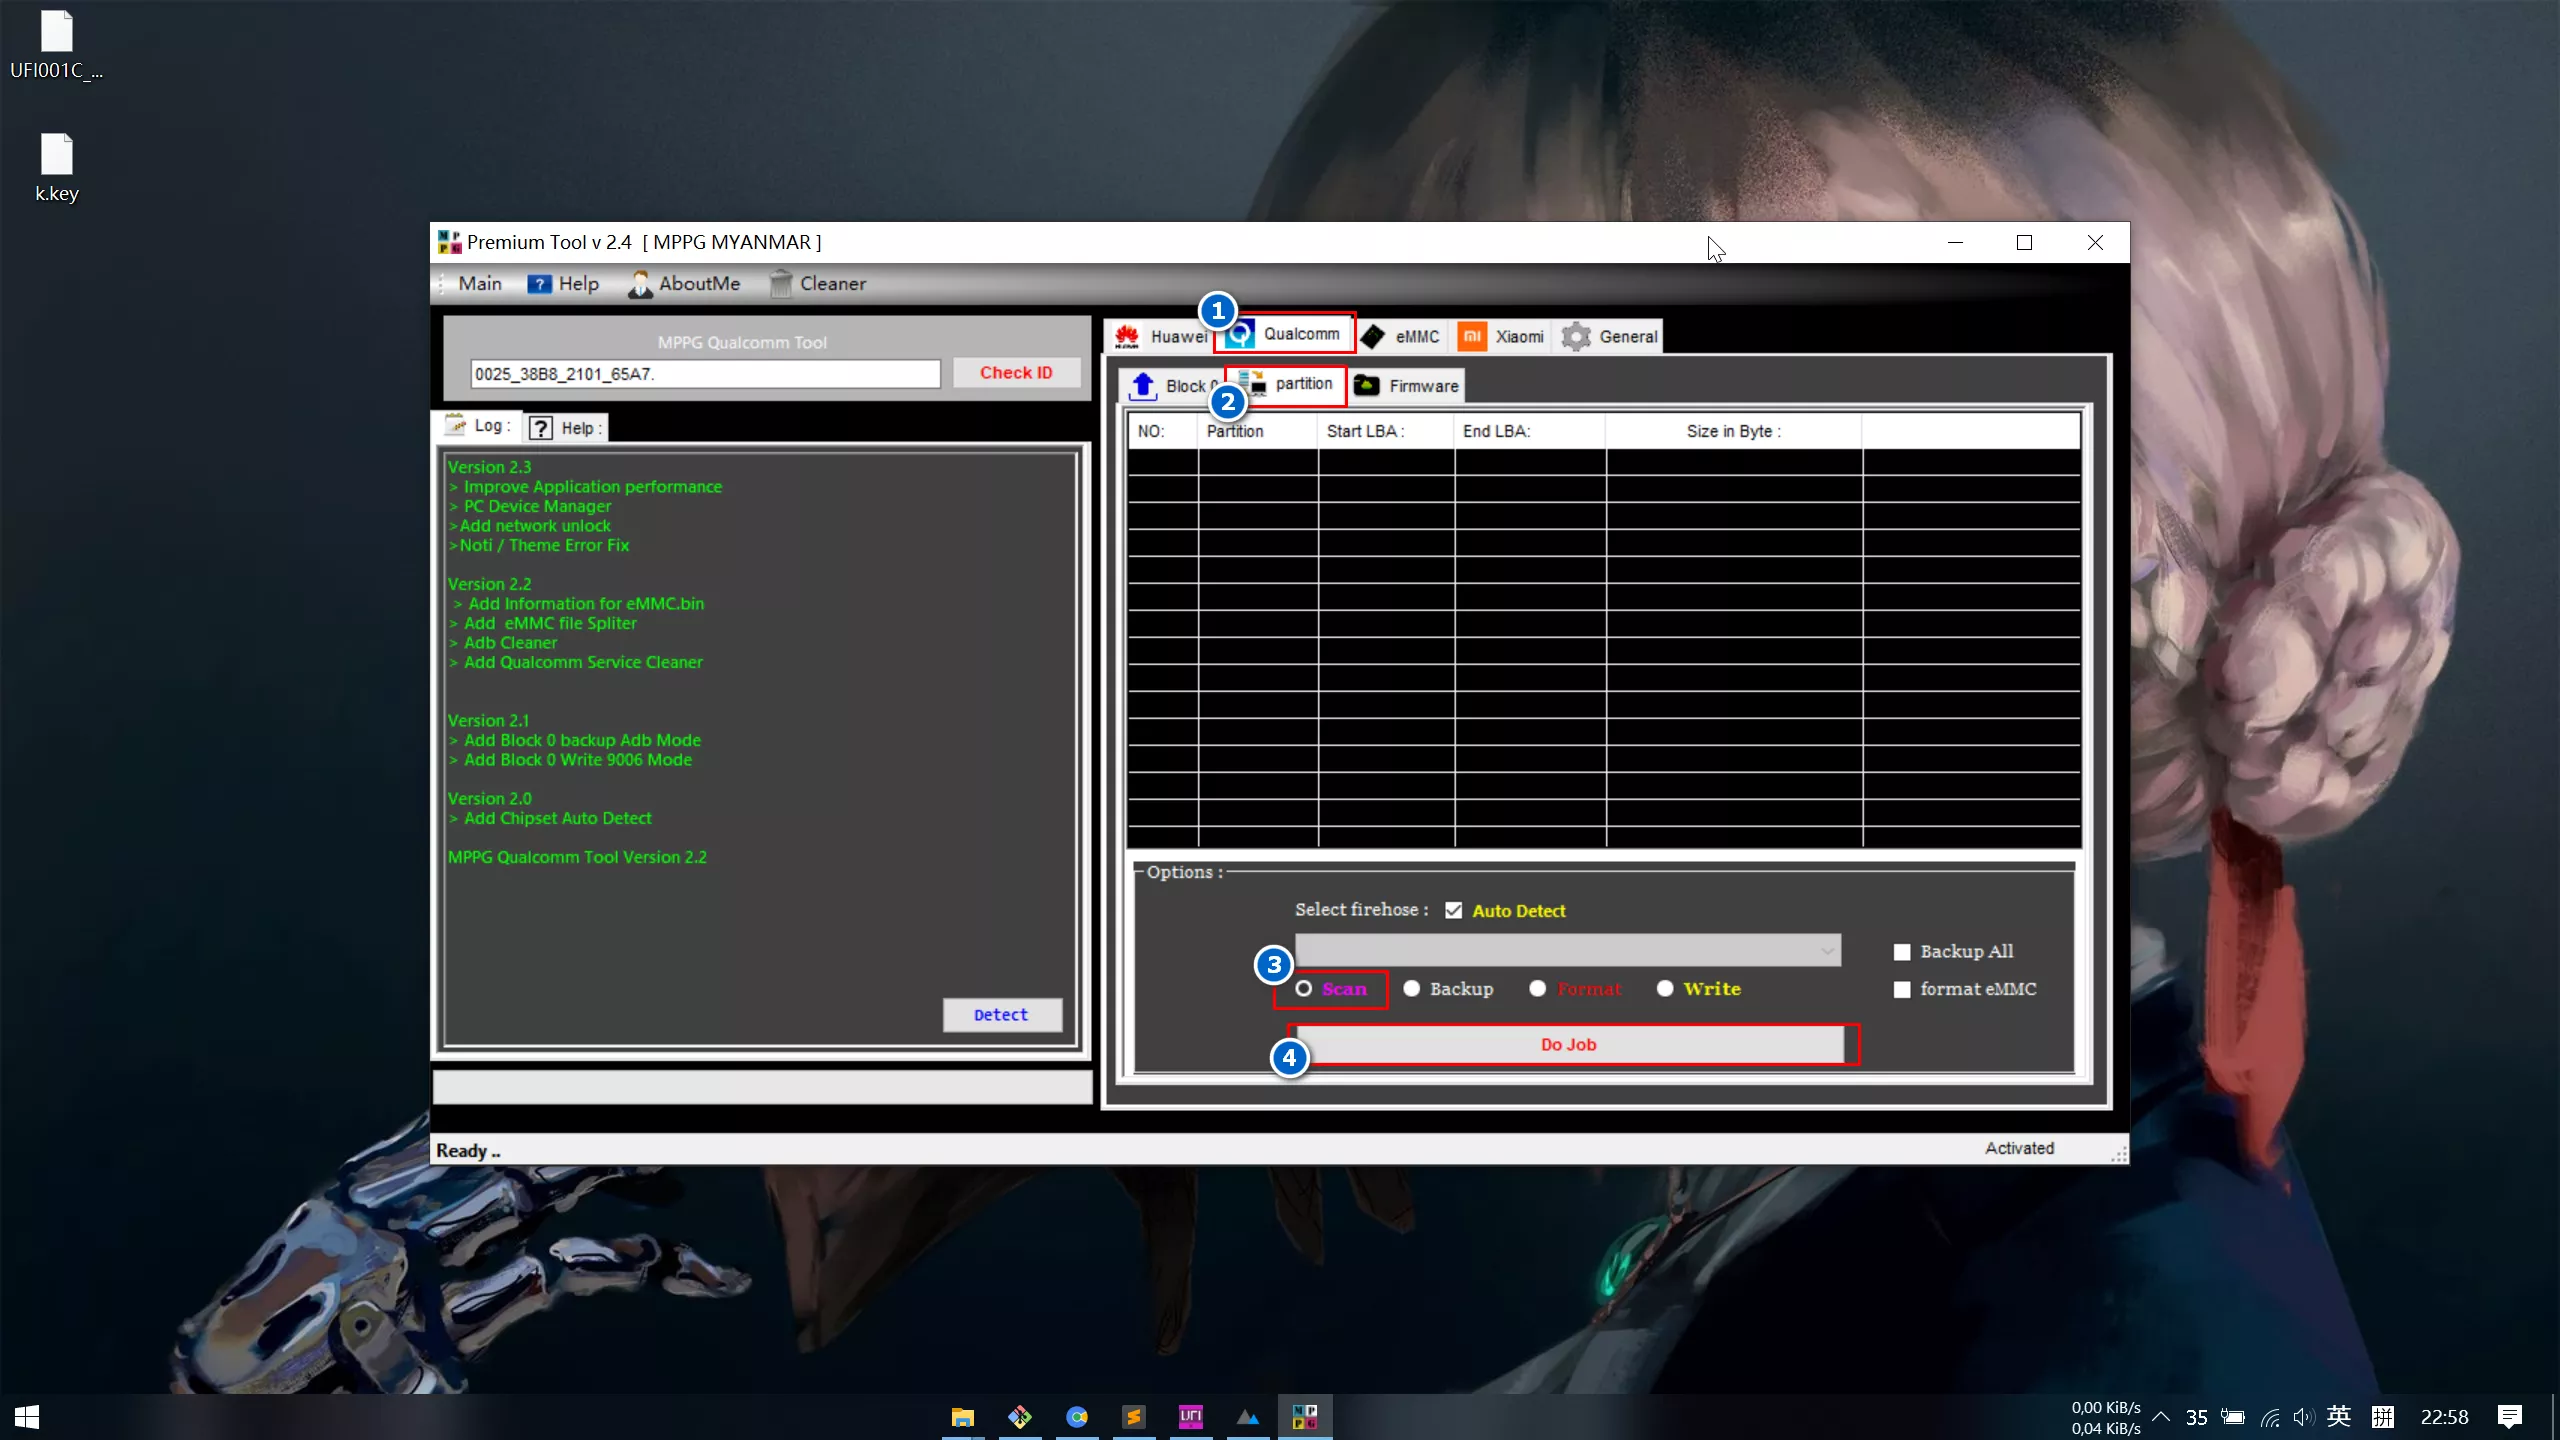 UFI001C_...
k.key
Premium Tool v 2.4 [ MPPG MYANMAR ]
Main Help AboutMe Cleaner
MPPG Qualcomm Tool
0025_38B8_2101_65A7.
Check ID
Log :
Help :
Version 2.3
> Improve Application performance
> PC Device Manager
>Add network unlock
>Noti / Theme Error Fix
Version 2.2
> Add Information for eMMC.bin
> Add eMMC file Spliter
> Adb Cleaner
> Add Qualcomm Service Cleaner
Version 2.1
> Add Block 0 backup Adb Mode
> Add Block 0 Write 9006 Mode
Version 2.0
> Add Chipset Auto Detect
MPPG Qualcomm Tool Version 2.2
Detect
1
Huawei Qualcomm eMMC Xiaomi General
2
Block 0 partition Firmware
NO: Partition Start LBA : End LBA: Size in Byte :
Options :
Select firehose : Auto Detect
3
Backup All
Scan Backup Format Write
format eMMC
4
Do Job
Ready ..
Activated
0,00 KiB/s
0,04 KiB/s
35
英
拼
22:58